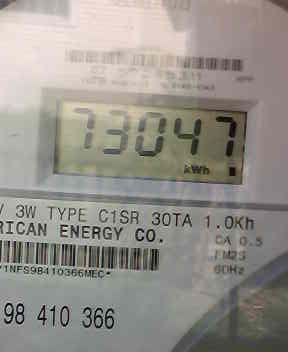 73047
kWh
V 3W TYPE C1SR 30TA 1.0Kh
RICAN ENERGY CO.
CA 0.5
FM2S
60Hz
1NFS98410366MEC*
98 410 366